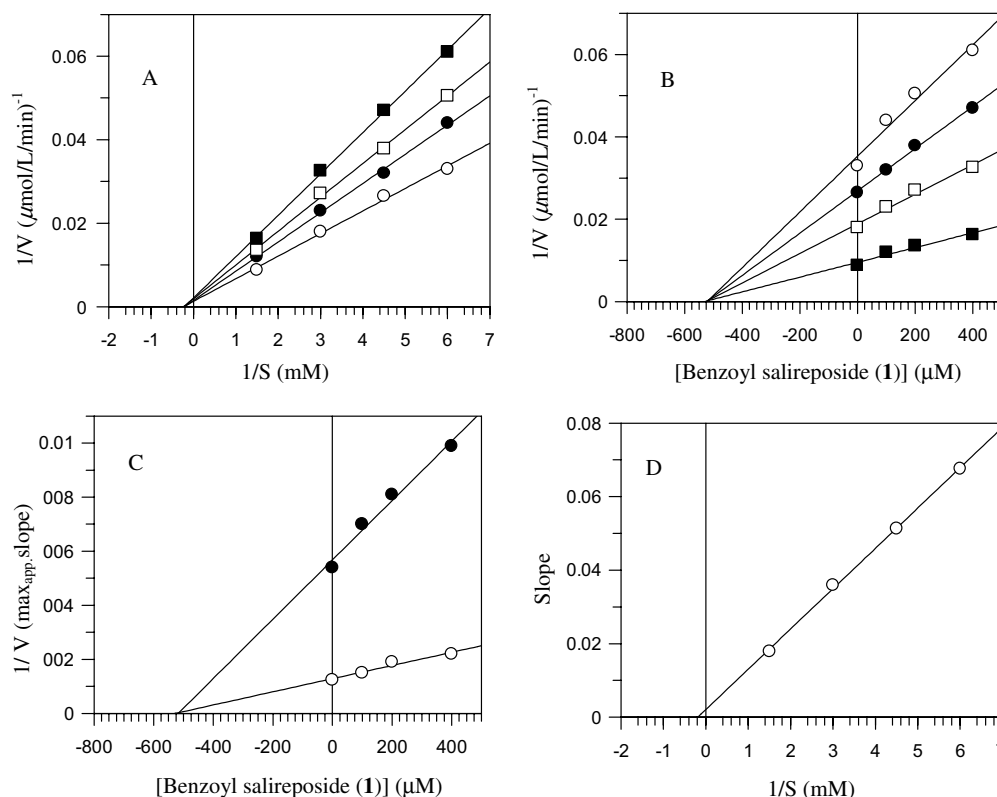 A
1/V (µmol/L/min)-1
0.06
0.04
0.02
0
-2 -1 0 1 2 3 4 5 6 7
1/S (mM)
B
1/V (µmol/L/min)-1
0.06
0.04
0.02
0
-800 -600 -400 -200 0 200 400
[Benzoyl salireposide (1)] (µM)
C
1/ V (maxapp.slope)
0.01
008
006
004
002
0
-800 -600 -400 -200 0 200 400
[Benzoyl salireposide (1)] (µM)
D
Slope
0.08
0.06
0.04
0.02
0
-2 -1 0 1 2 3 4 5 6 7
1/S (mM)